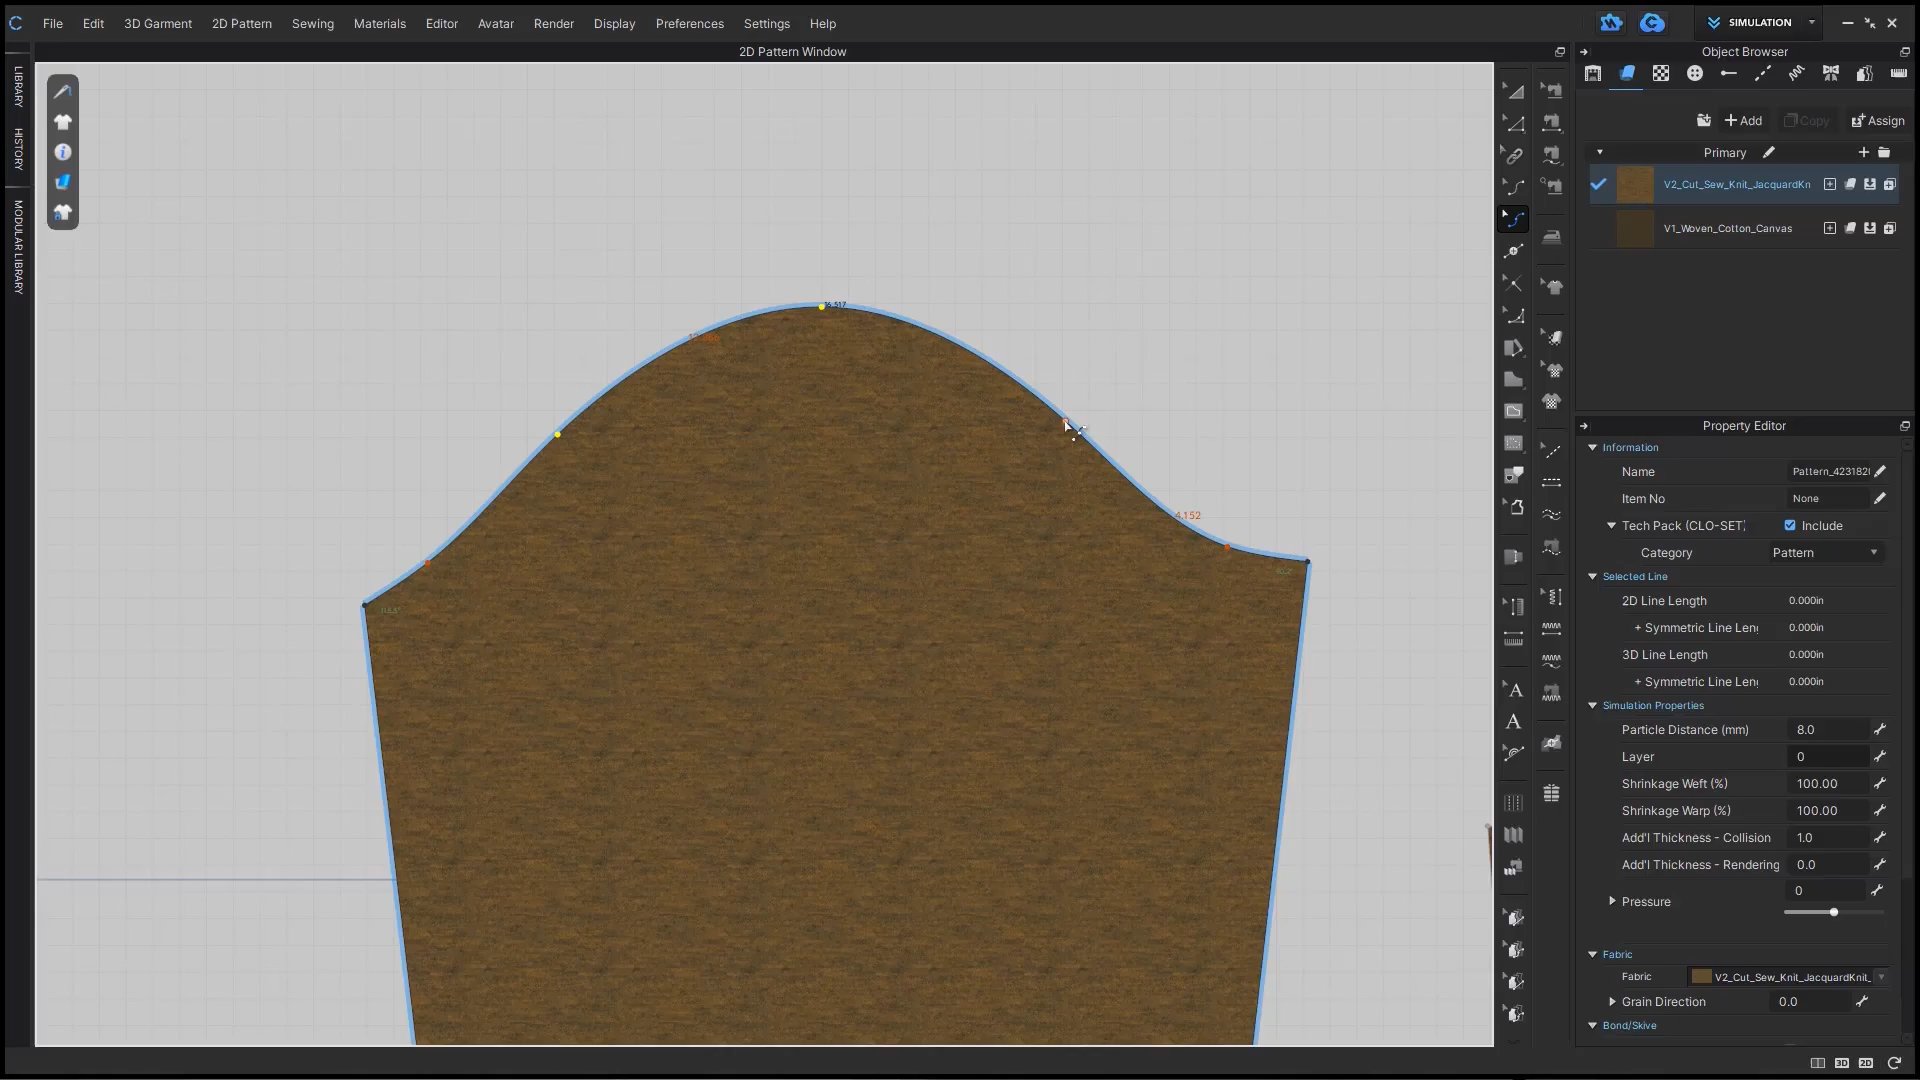 File Edit 3D Garment 2D Pattern Sewing Materials Editor Avatar Render Display Preferences Settings Help
SIMULATION
2D Pattern Window
Object Browser
LIBRARY
HISTORY
MODULAR LIBRARY
Add Copy Assign
Primary
V2_Cut_Sew_Knit_JacquardKn
V1_Woven_Cotton_Canvas
16.517
4.152
Property Editor
Information
Name Pattern_423182
Item No None
Tech Pack (CLO-SET) Include
Category Pattern
Selected Line
2D Line Length 0.000in
+ Symmetric Line Len 0.000in
3D Line Length 0.000in
+ Symmetric Line Len 0.000in
Simulation Properties
Particle Distance (mm) 8.0
Layer 0
Shrinkage Weft (%) 100.00
Shrinkage Warp (%) 100.00
Add'l Thickness - Collision 1.0
Add'l Thickness - Rendering 0.0
Pressure 0
Fabric
Fabric V2_Cut_Sew_Knit_JacquardKnit_
Grain Direction 0.0
Bond/Skive
3D 2D